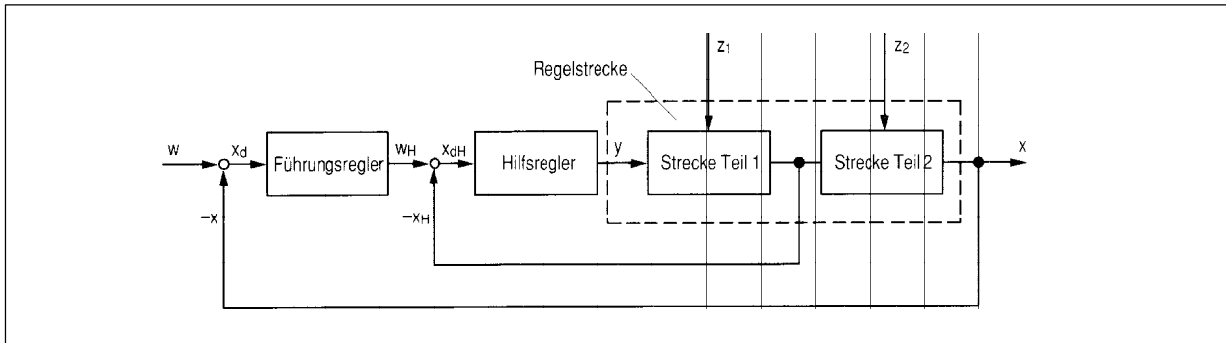 z1
z2
Regelstrecke
w
xd
Führungsregler
wH
xdH
Hilfsregler
y
Strecke Teil 1
Strecke Teil 2
x
–x
–xH